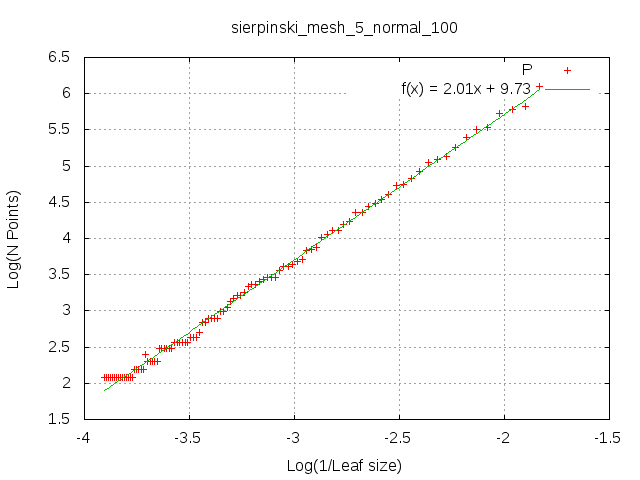 sierpinski_mesh_5_normal_100
6.5
P
f(x) = 2.01x + 9.73
6
5.5
5
4.5
4
3.5
3
2.5
2
1.5
Log(N Points)
-4 -3.5 -3 -2.5 -2 -1.5
Log(1/Leaf size)